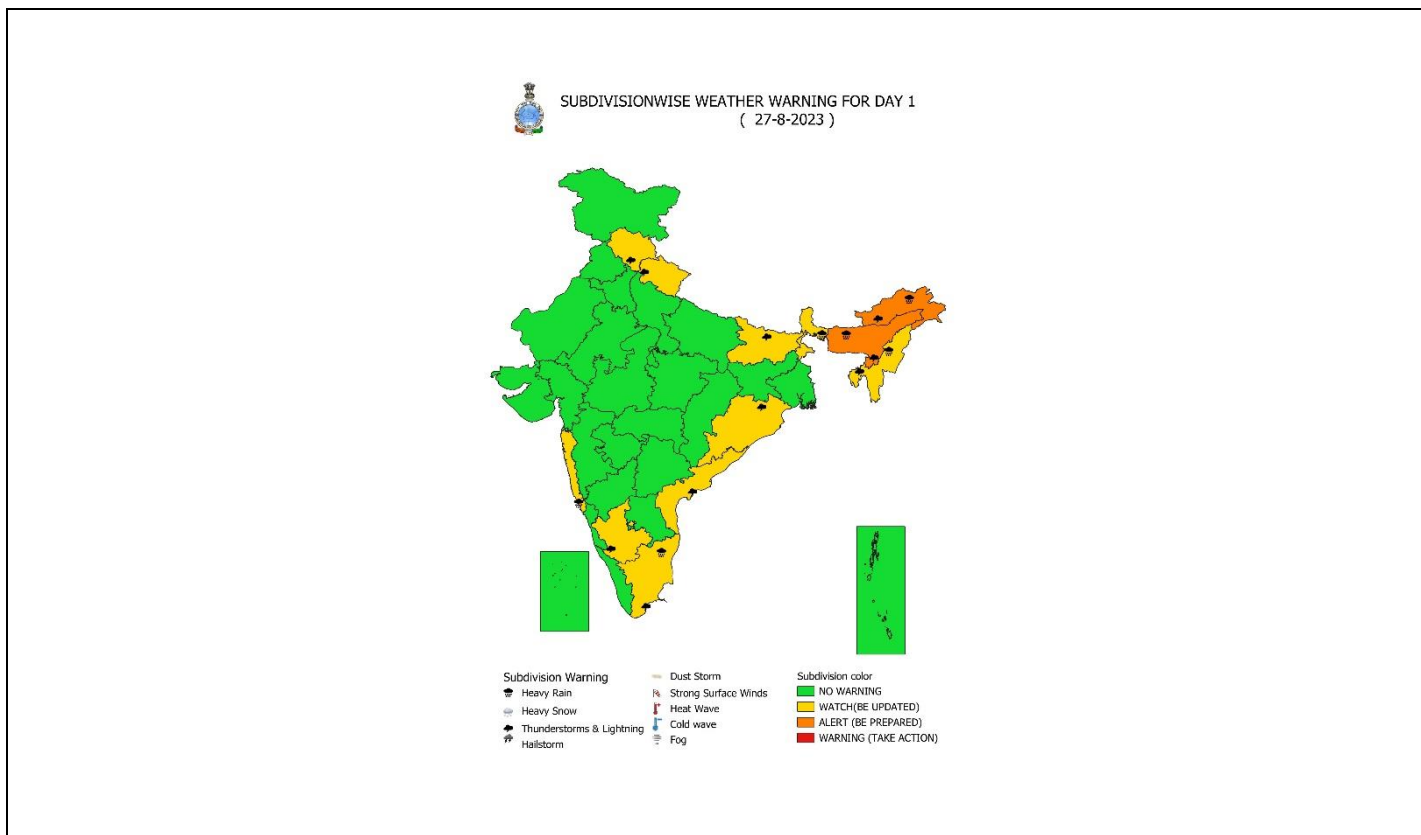 SUBDIVISIONWISE WEATHER WARNING FOR DAY 1
( 27-8-2023 )
Subdivision Warning
Heavy Rain
Heavy Snow
Thunderstorms & Lightning
Hailstorm
Dust Storm
Strong Surface Winds
Heat Wave
Cold wave
Fog
Subdivision color
NO WARNING
WATCH(BE UPDATED)
ALERT (BE PREPARED)
WARNING (TAKE ACTION)